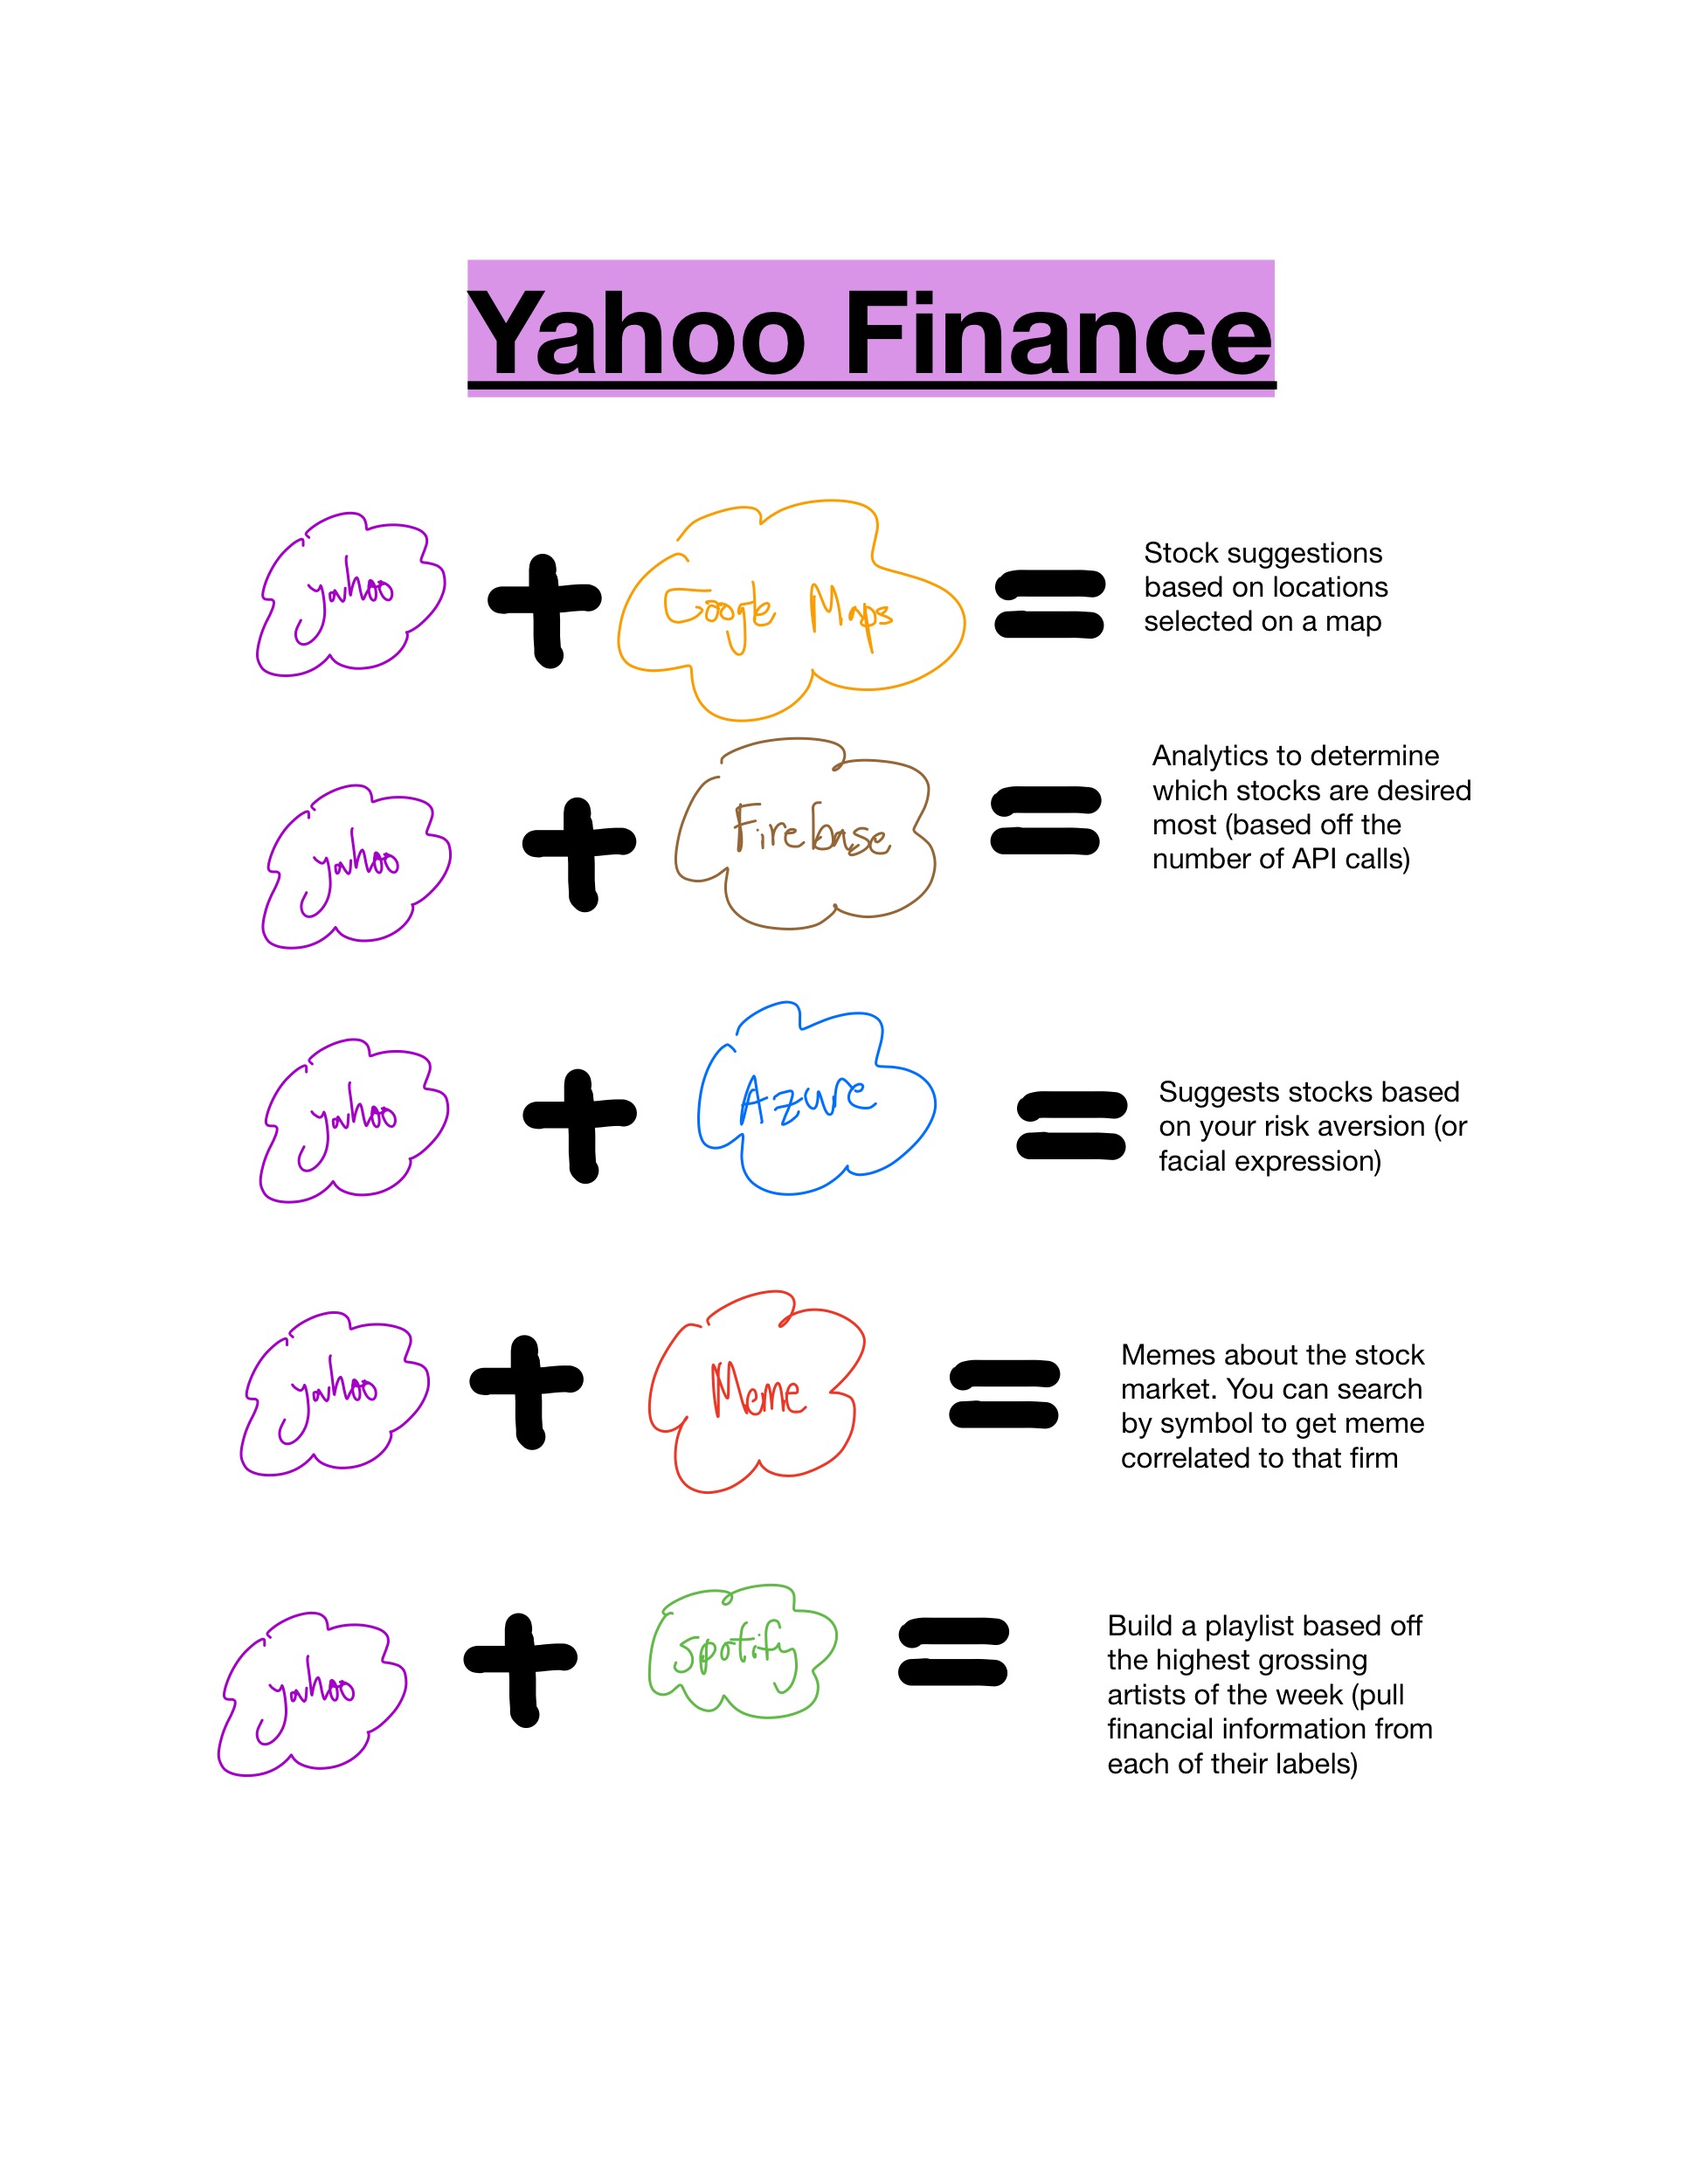 Yahoo Finance
yahoo + Google Maps =
Stock suggestions
based on locations
selected on a map
yahoo + Firebase =
Analytics to determine
which stocks are desired
most (based off the
number of API calls)
yahoo + Azure =
Suggests stocks based
on your risk aversion (or
facial expression)
yahoo + Meme =
Memes about the stock
market. You can search
by symbol to get meme
correlated to that firm
yahoo + Spotify =
Build a playlist based off
the highest grossing
artists of the week (pull
financial information from
each of their labels)